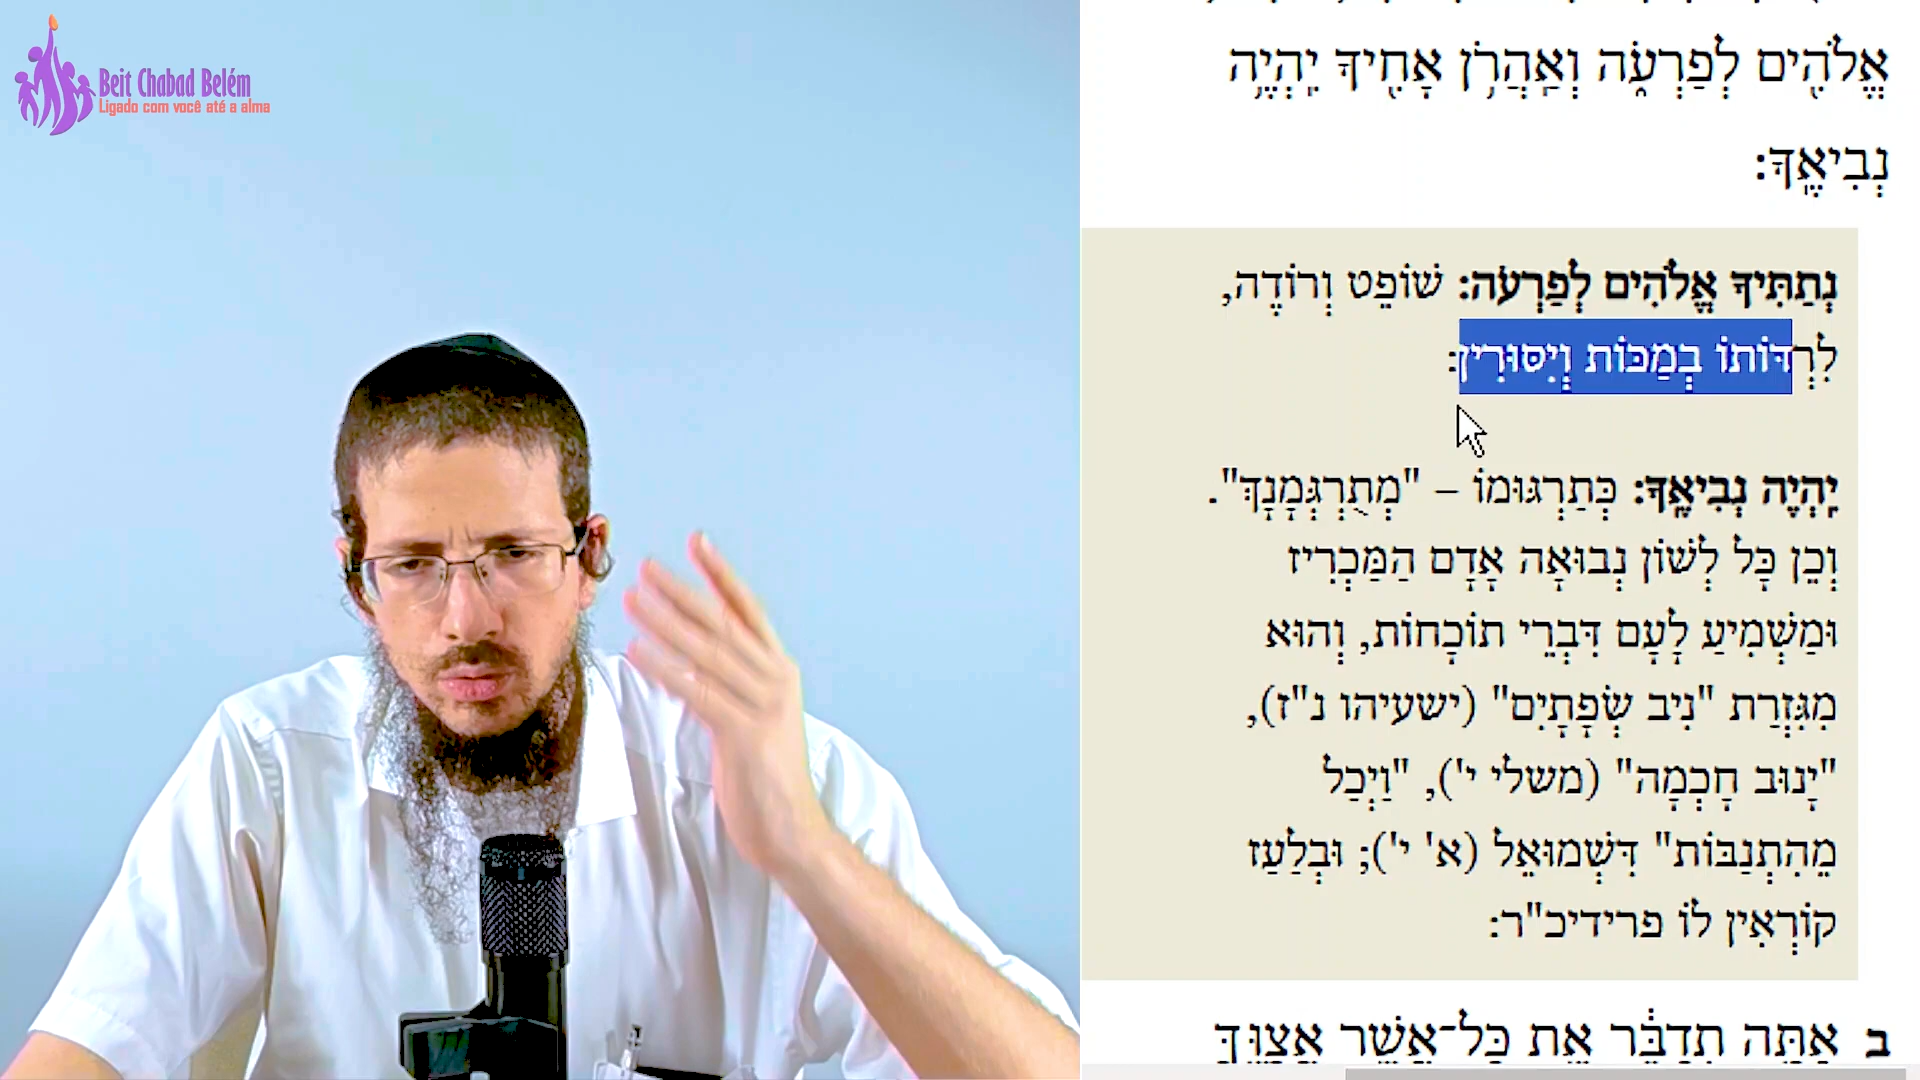 Beit Chabad Belém
Ligado com você até a alma
אֱלֹהִ֖ים לְפַרְעֹ֑ה וְאַהֲרֹ֥ן אָחִ֖יךָ יִהְיֶ֥ה
נְבִיאֶֽךָ׃
נְתַתִּיךָ אֱלֹהִים לְפַרְעֹה: שׁוֹפֵט וְרוֹדֶה,
לִרְדּוֹתוֹ בְמַכּוֹת וְיִסּוּרִין:
יִהְיֶה נְבִיאֶךָ: כְּתַרְגּוּמוֹ – "מְתֻרְגְּמָנָךְ".
וְכֵן כָּל לְשׁוֹן נְבוּאָה אָדָם הַמַּכְרִיז
וּמַשְׁמִיעַ לָעָם דִּבְרֵי תוֹכָחוֹת, וְהוּא
מִגִּזְרַת "נִיב שְׂפָתָיִם" (ישעיהו נ"ז),
"יָנוּב חָכְמָה" (משלי י'), "וַיְכַל
מֵהִתְנַבּוֹת" דִּשְׁמוּאֵל (א' י'); וּבְלַעַז
קוֹרְאִין לוֹ פרידיכ"ר:
ב אַתָּ֣ה תְדַבֵּ֔ר אֵ֖ת כׇּל־אֲשֶׁ֣ר אֲצַוֶּ֑ךָּ